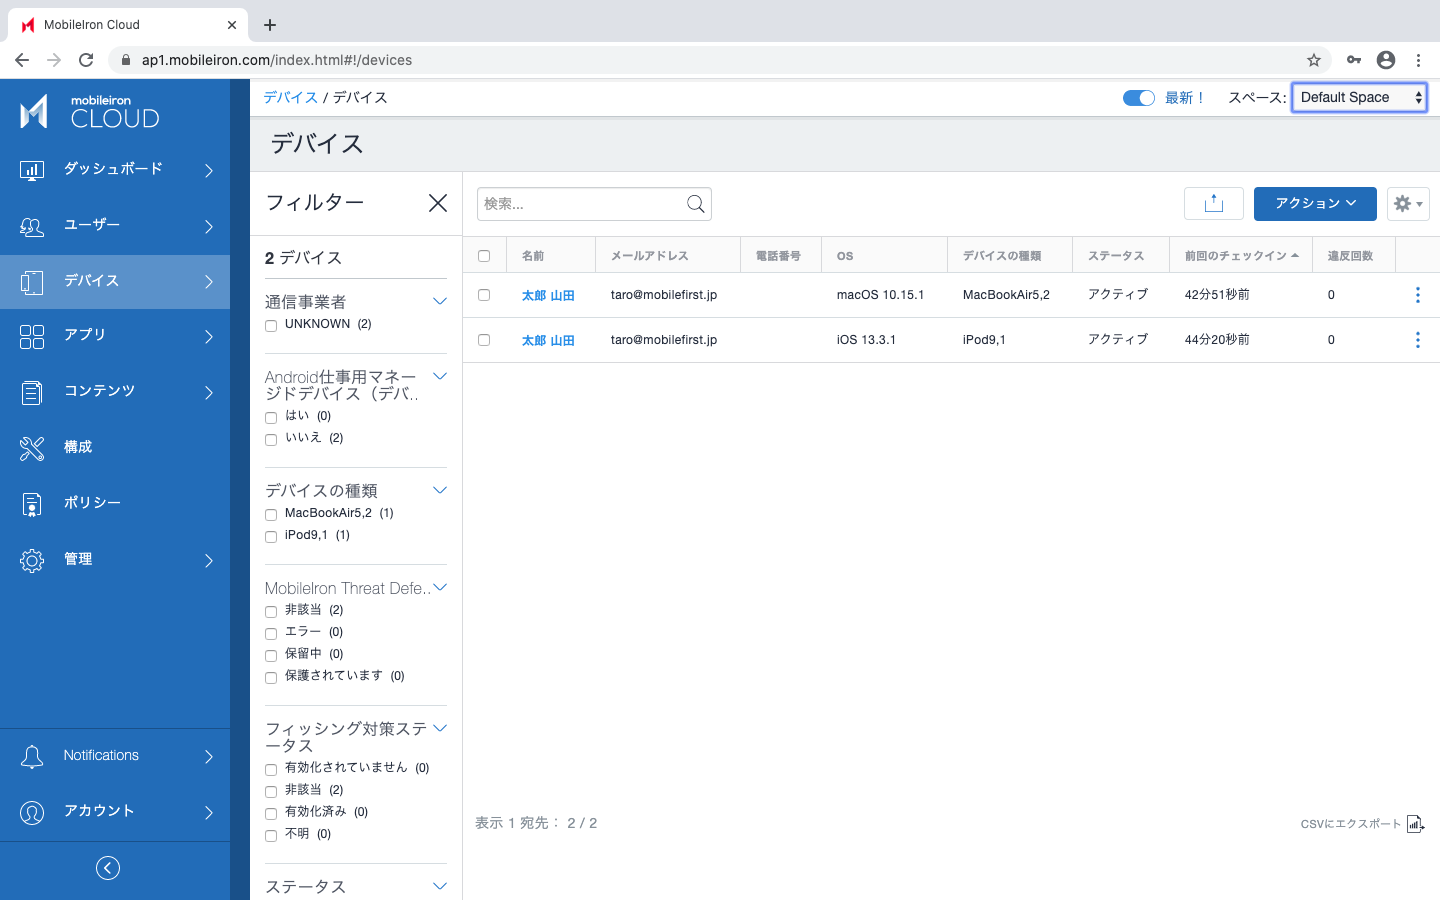 MobileIron Cloud
ap1.mobileiron.com/index.html#!/devices
mobileiron
CLOUD
ダッシュボード
ユーザー
デバイス
アプリ
コンテンツ
構成
ポリシー
管理
Notifications
アカウント
デバイス / デバイス
最新！
スペース: Default Space
デバイス
フィルター
2 デバイス
通信事業者
UNKNOWN (2)
Android仕事用マネー
ジドデバイス（デバ..
はい (0)
いいえ (2)
デバイスの種類
MacBookAir5,2 (1)
iPod9,1 (1)
MobileIron Threat Defe..
非該当 (2)
エラー (0)
保留中 (0)
保護されています (0)
フィッシング対策ステ
ータス
有効化されていません (0)
非該当 (2)
有効化済み (0)
不明 (0)
ステータス
検索...
アクション
名前 メールアドレス 電話番号 OS デバイスの種類 ステータス 前回のチェックイン 違反回数
太郎 山田 taro@mobilefirst.jp macOS 10.15.1 MacBookAir5,2 アクティブ 42分51秒前 0
太郎 山田 taro@mobilefirst.jp iOS 13.3.1 iPod9,1 アクティブ 44分20秒前 0
表示 1 宛先： 2 / 2
CSVにエクスポート